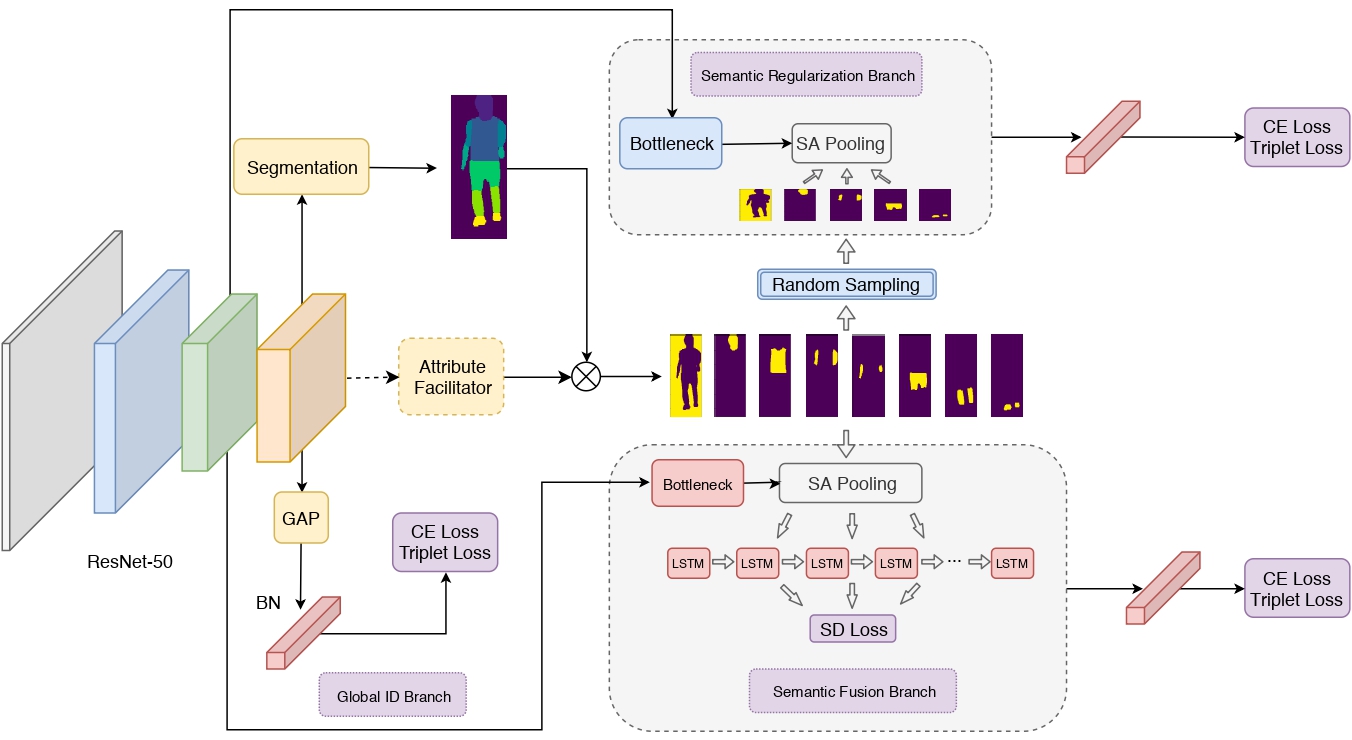 Semantic Regularization Branch
Bottleneck
SA Pooling
CE Loss
Triplet Loss
Segmentation
Random Sampling
Attribute
Facilitator
ResNet-50
GAP
BN
CE Loss
Triplet Loss
Global ID Branch
Bottleneck
SA Pooling
LSTM
LSTM
LSTM
LSTM
...
LSTM
SD Loss
Semantic Fusion Branch
CE Loss
Triplet Loss